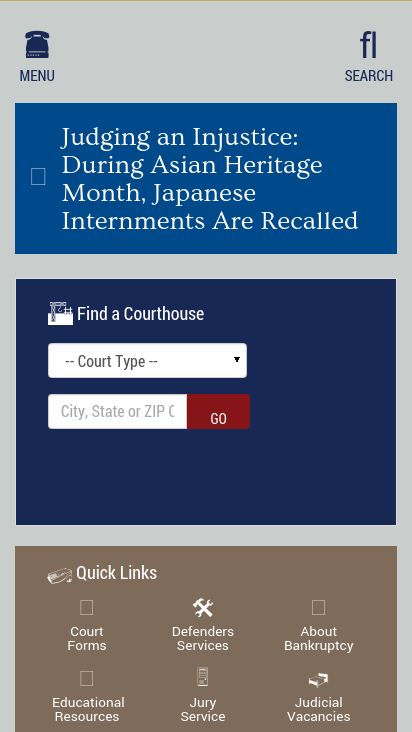 MENU
SEARCH
Judging an Injustice:
During Asian Heritage
Month, Japanese
Internments Are Recalled
Find a Courthouse
-- Court Type --
City, State or ZIP C
GO
Quick Links
Court
Forms
Defenders
Services
About
Bankruptcy
Educational
Resources
Jury
Service
Judicial
Vacancies